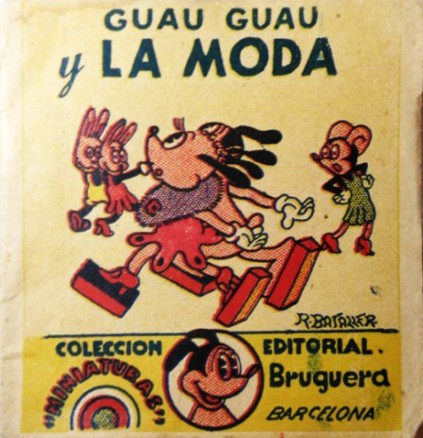 GUAU GUAU
y LA MODA
R.BATALLER
COLECCION
"MINIATURAS"
EDITORIAL.
Bruguera
BARCELONA